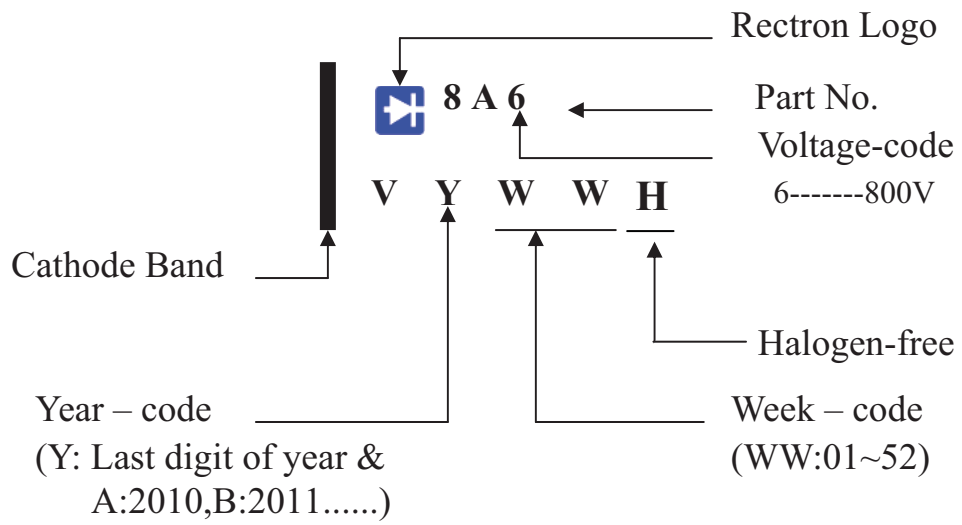 Rectron Logo
8 A 6
Part No.
Voltage-code
6-------800V
V Y W W H
Cathode Band
Halogen-free
Year – code
(Y: Last digit of year &
A:2010,B:2011......)
Week – code
(WW:01~52)